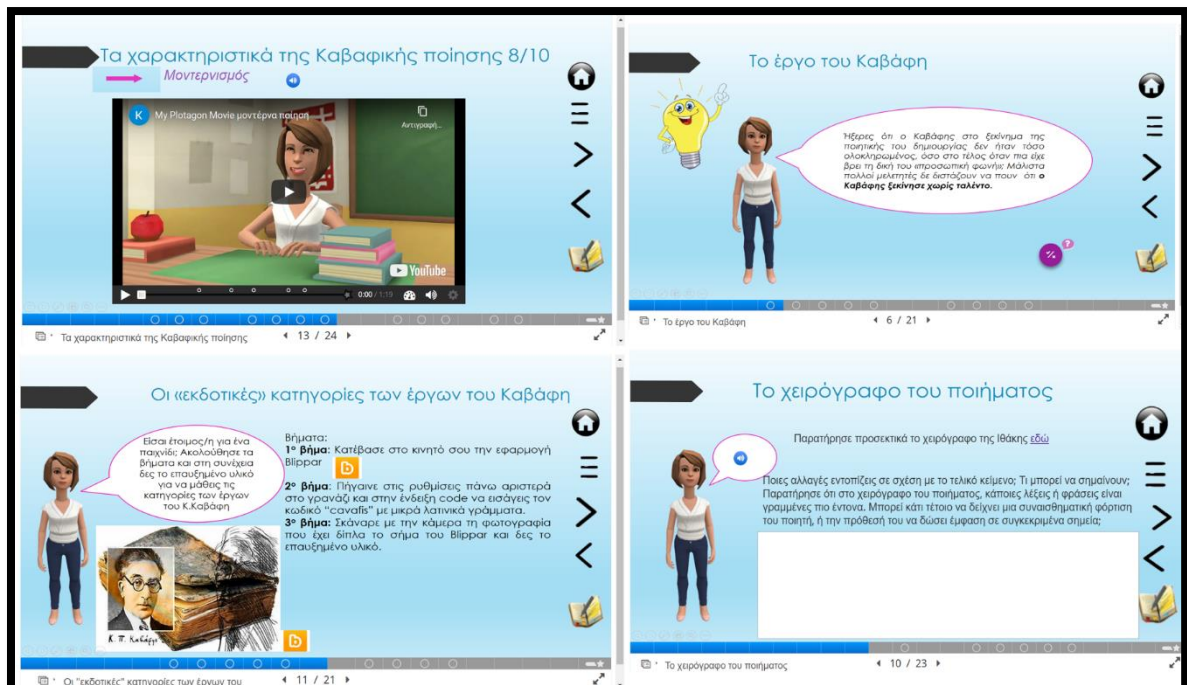 Τα χαρακτηριστικά της Καβαφικής ποίησης 8/10
Μοντερνισμός
K My Plotagon Movie μοντέρνα ποίηση
Αντιγραφή...
YouTube
0:00 / 1:19
Τα χαρακτηριστικά της Καβαφικής ποίησης
13 / 24
Το έργο του Καβάφη
Ήξερες ότι ο Καβάφης στο ξεκίνημα της
ποιητικής του δημιουργίας δεν ήταν τόσο
ολοκληρωμένος, όσο στο τέλος όταν πια είχε
βρει τη δική του «προσωπική φωνή»; Μάλιστα
πολλοί μελετητές δε διστάζουν να πουν ότι ο
Καβάφης ξεκίνησε χωρίς ταλέντο.
?
Το έργο του Καβάφη
6 / 21
Οι «εκδοτικές» κατηγορίες των έργων του Καβάφη
Είσαι έτοιμος/η για ένα
παιχνίδι; Ακολούθησε τα
βήματα και στη συνέχεια
δες το επαυξημένο υλικό
για να μάθεις τις
κατηγορίες των έργων
του Κ.Καβάφη
Βήματα:
1ο βήμα: Κατέβασε στο κινητό σου την εφαρμογή
Blippar
2ο βήμα: Πήγαινε στις ρυθμίσεις πάνω αριστερά
στο γρανάζι και στην ένδειξη code να εισάγεις τον
κωδικό “cavafis” με μικρά λατινικά γράμματα.
3ο βήμα: Σκάναρε με την κάμερα τη φωτογραφία
που έχει δίπλα το σήμα του Blippar και δες το
επαυξημένο υλικό.
Κ. Π. Καβάφης
Οι "εκδοτικές" κατηγορίες των έργων του
11 / 21
Το χειρόγραφο του ποιήματος
Παρατήρησε προσεκτικά το χειρόγραφο της Ιθάκης εδώ
Ποιες αλλαγές εντοπίζεις σε σχέση με το τελικό κείμενο; Τι μπορεί να σημαίνουν;
Παρατήρησε ότι στο χειρόγραφο του ποιήματος, κάποιες λέξεις ή φράσεις είναι
γραμμένες πιο έντονα. Μπορεί κάτι τέτοιο να δείχνει μια συναισθηματική φόρτιση
του ποιητή, ή την πρόθεσή του να δώσει έμφαση σε συγκεκριμένα σημεία;
Το χειρόγραφο του ποιήματος
10 / 23